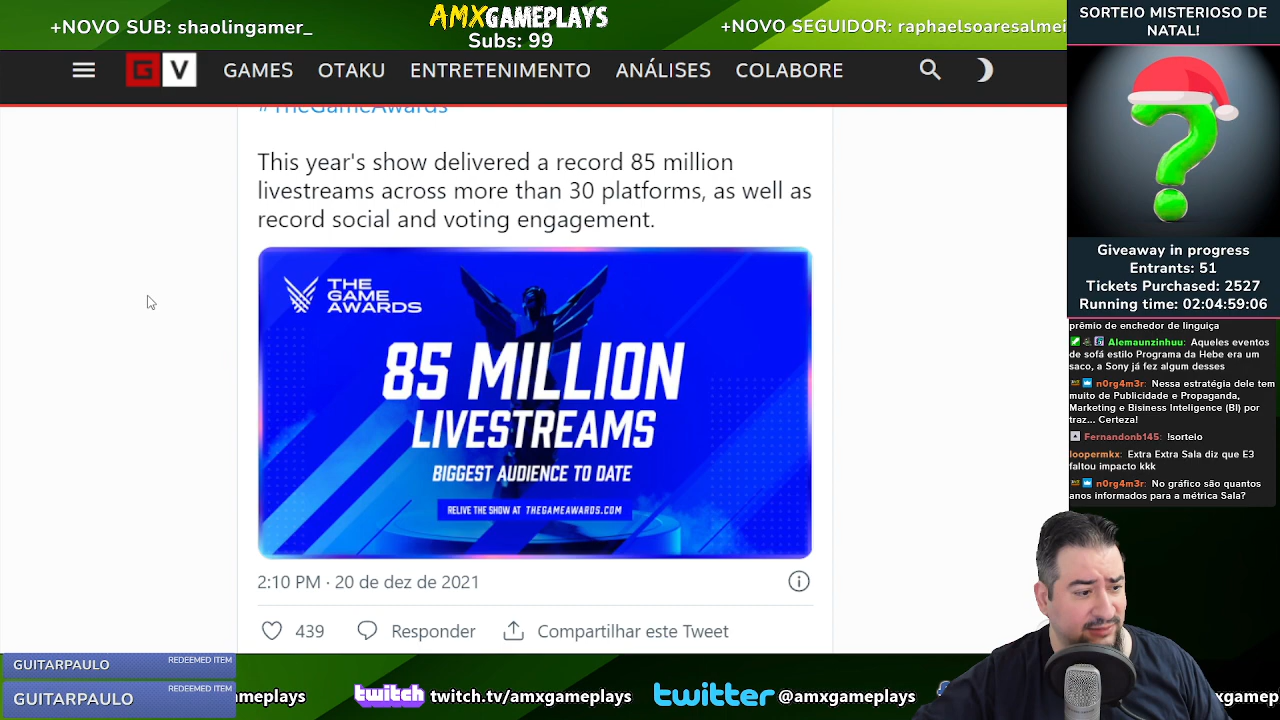 +NOVO SUB: shaolingamer_
AMXGAMEPLAYS
Subs: 99
+NOVO SEGUIDOR: raphaelsoaresalmei
SORTEIO MISTERIOSO DE
NATAL!
G V GAMES OTAKU ENTRETENIMENTO ANÁLISES COLABORE
#TheGameAwards
This year's show delivered a record 85 million
livestreams across more than 30 platforms, as well as
record social and voting engagement.
THE
GAME
AWARDS
85 MILLION
LIVESTREAMS
BIGGEST AUDIENCE TO DATE
RELIVE THE SHOW AT THEGAMEAWARDS.COM
2:10 PM · 20 de dez de 2021
439 Responder Compartilhar este Tweet
Giveaway in progress
Entrants: 51
Tickets Purchased: 2527
Running time: 02:04:59:06
prêmio de enchedor de linguiça
Alemaunzinhuu: Aqueles eventos
de sofá estilo Programa da Hebe era um
saco, a Sony já fez algum desses
n0rg4m3r: Nessa estratégia dele tem
muito de Publicidade e Propaganda,
Marketing e Bisiness Inteligence (BI) por
traz... Certeza!
Fernandonb145: !sorteio
loopermkx: Extra Extra Sala diz que E3
faltou impacto kkk
n0rg4m3r: No gráfico são quantos
anos informados para a métrica Sala?
GUITARPAULO REDEEMED ITEM
GUITARPAULO REDEEMED ITEM
ameplays twitch twitch.tv/amxgameplays twitter @amxgameplays
xgamep